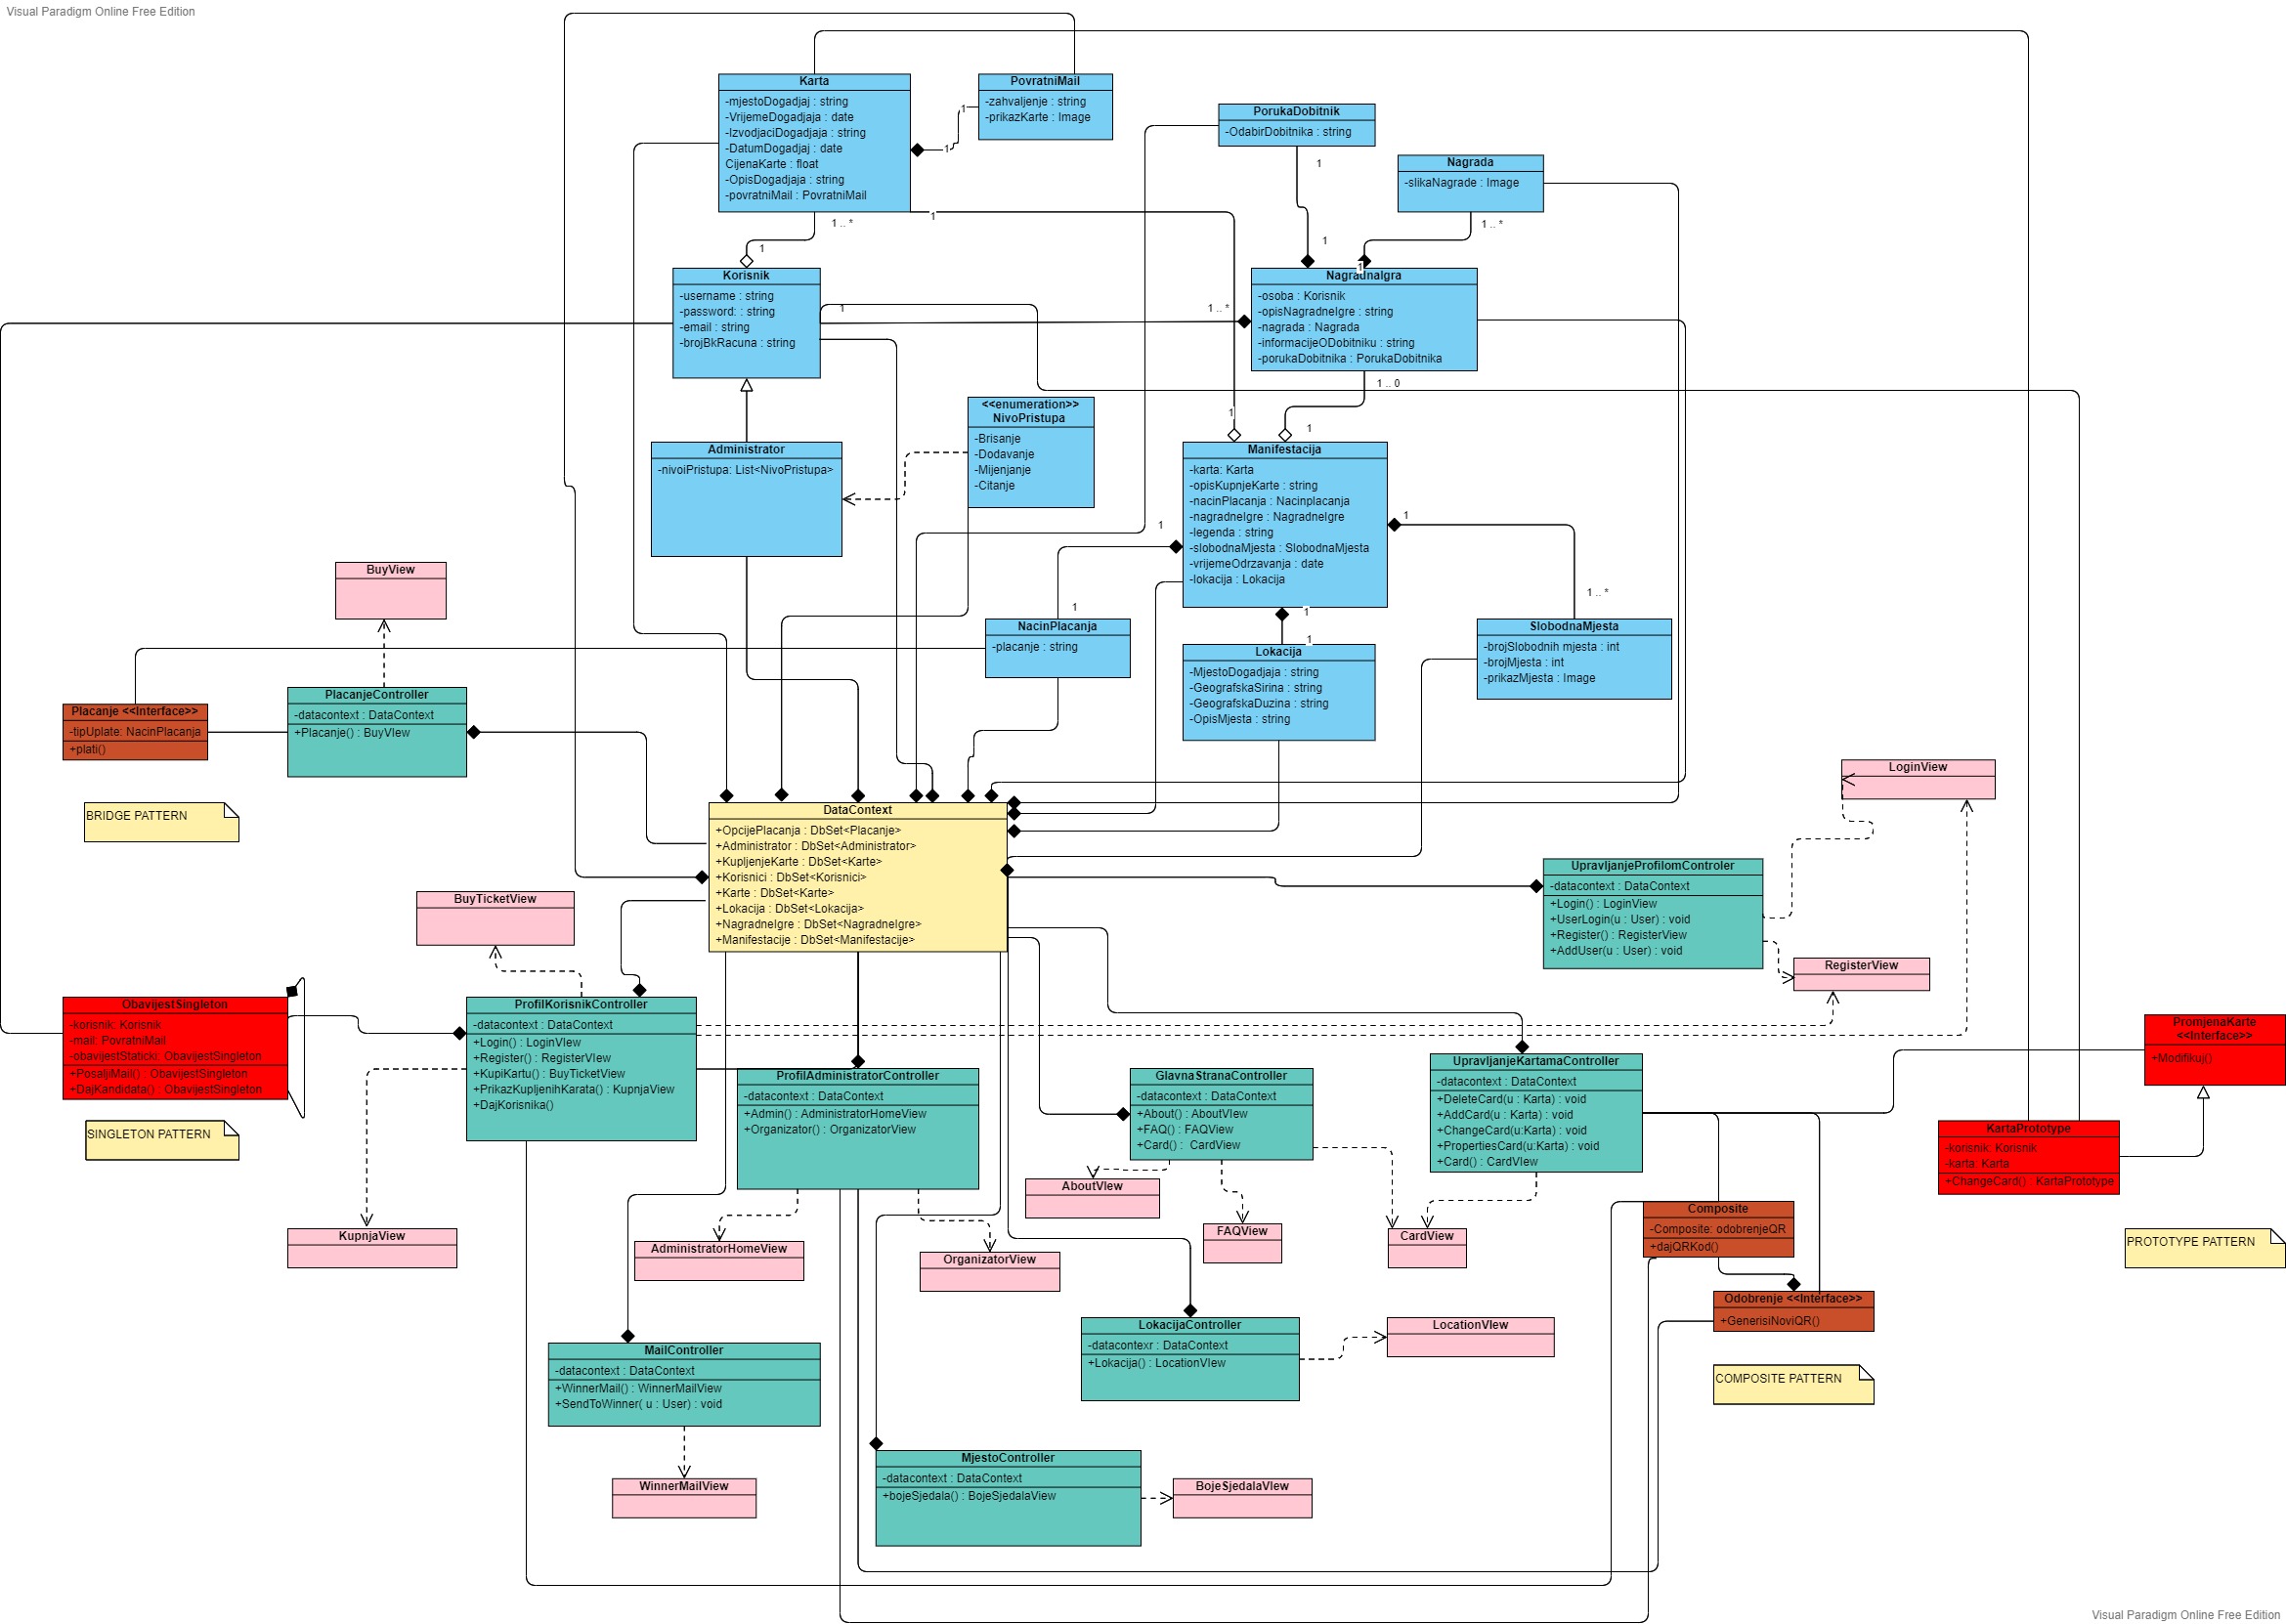 Visual Paradigm Online Free Edition
Karta
-mjestoDogadjaj : string
-VrijemeDogadjaja : date
-IzvodjaciDogadjaja : string
-DatumDogadjaj : date
CijenaKarte : float
-OpisDogadjaja : string
-povratniMail : PovratniMail
PovratniMail
-zahvaljenje : string
-prikazKarte : Image
1
1
PorukaDobitnik
-OdabirDobitnika : string
1
1
Nagrada
-slikaNagrade : Image
1 .. *
1
1 .. *
1
1
1
Korisnik
-username : string
-password: : string
-email : string
-brojBkRacuna : string
1
1 .. *
NagradnaIgra
-osoba : Korisnik
-opisNagradneIgre : string
-nagrada : Nagrada
-informacijeODobitniku : string
-porukaDobitnika : PorukaDobitnika
1 .. 0
1
<<enumeration>>
NivoPristupa
-Brisanje
-Dodavanje
-Mijenjanje
-Citanje
Administrator
-nivoiPristupa: List<NivoPristupa>
Manifestacija
-karta: Karta
-opisKupnjeKarte : string
-nacinPlacanja : Nacinplacanja
-nagradneIgre : NagradneIgre
-legenda : string
-slobodnaMjesta : SlobodnaMjesta
-vrijemeOdrzavanja : date
-lokacija : Lokacija
1
1 .. *
1
1
1
1
NacinPlacanja
-placanje : string
Lokacija
-MjestoDogadjaja : string
-GeografskaSirina : string
-GeografskaDuzina : string
-OpisMjesta : string
SlobodnaMjesta
-brojSlobodnih mjesta : int
-brojMjesta : int
-prikazMjesta : Image
BuyView
Placanje <<Interface>>
-tipUplate: NacinPlacanja
+plati()
PlacanjeController
-datacontext : DataContext
+Placanje() : BuyVIew
BRIDGE PATTERN
DataContext
+OpcijePlacanja : DbSet<Placanje>
+Administrator : DbSet<Administrator>
+KupljenjeKarte : DbSet<Karte>
+Korisnici : DbSet<Korisnici>
+Karte : DbSet<Karte>
+Lokacija : DbSet<Lokacija>
+NagradneIgre : DbSet<NagradneIgre>
+Manifestacije : DbSet<Manifestacije>
LoginView
UpravljanjeProfilomControler
-datacontext : DataContext
+Login() : LoginView
+UserLogin(u : User) : void
+Register() : RegisterView
+AddUser(u : User) : void
RegisterView
BuyTicketView
ObavijestSingleton
-korisnik: Korisnik
-mail: PovratniMail
-obavijestStaticki: ObavijestSingleton
+PosaljiMail() : ObavijestSingleton
+DajKandidata() : ObavijestSingleton
SINGLETON PATTERN
ProfilKorisnikController
-datacontext : DataContext
+Login() : LoginVIew
+Register() : RegisterVIew
+KupiKartu() : BuyTicketView
+PrikazKupljenihKarata() : KupnjaView
+DajKorisnika()
ProfilAdministratorController
-datacontext : DataContext
+Admin() : AdministratorHomeView
+Organizator() : OrganizatorView
GlavnaStranaController
-datacontext : DataContext
+About() : AboutVIew
+FAQ() : FAQView
+Card() :  CardView
UpravljanjeKartamaController
-datacontext : DataContext
+DeleteCard(u : Karta) : void
+AddCard(u : Karta) : void
+ChangeCard(u:Karta) : void
+PropertiesCard(u:Karta) : void
+Card() : CardVIew
PromjenaKarte
<<Interface>>
+Modifikuj()
KartaPrototype
-korisnik: Korisnik
-karta: Karta
+ChangeCard() : KartaPrototype
PROTOTYPE PATTERN
KupnjaView
AdministratorHomeView
OrganizatorView
AboutVIew
FAQView
CardView
Composite
-Composite: odobrenjeQR
+dajQRKod()
Odobrenje <<Interface>>
+GenerisiNoviQR()
COMPOSITE PATTERN
MailController
-datacontext : DataContext
+WinnerMail() : WinnerMailView
+SendToWinner( u : User) : void
LokacijaController
-datacontexr : DataContext
+Lokacija() : LocationVIew
LocationVIew
WinnerMailView
MjestoController
-datacontext : DataContext
+bojeSjedala() : BojeSjedalaView
BojeSjedalaVIew
Visual Paradigm Online Free Edition